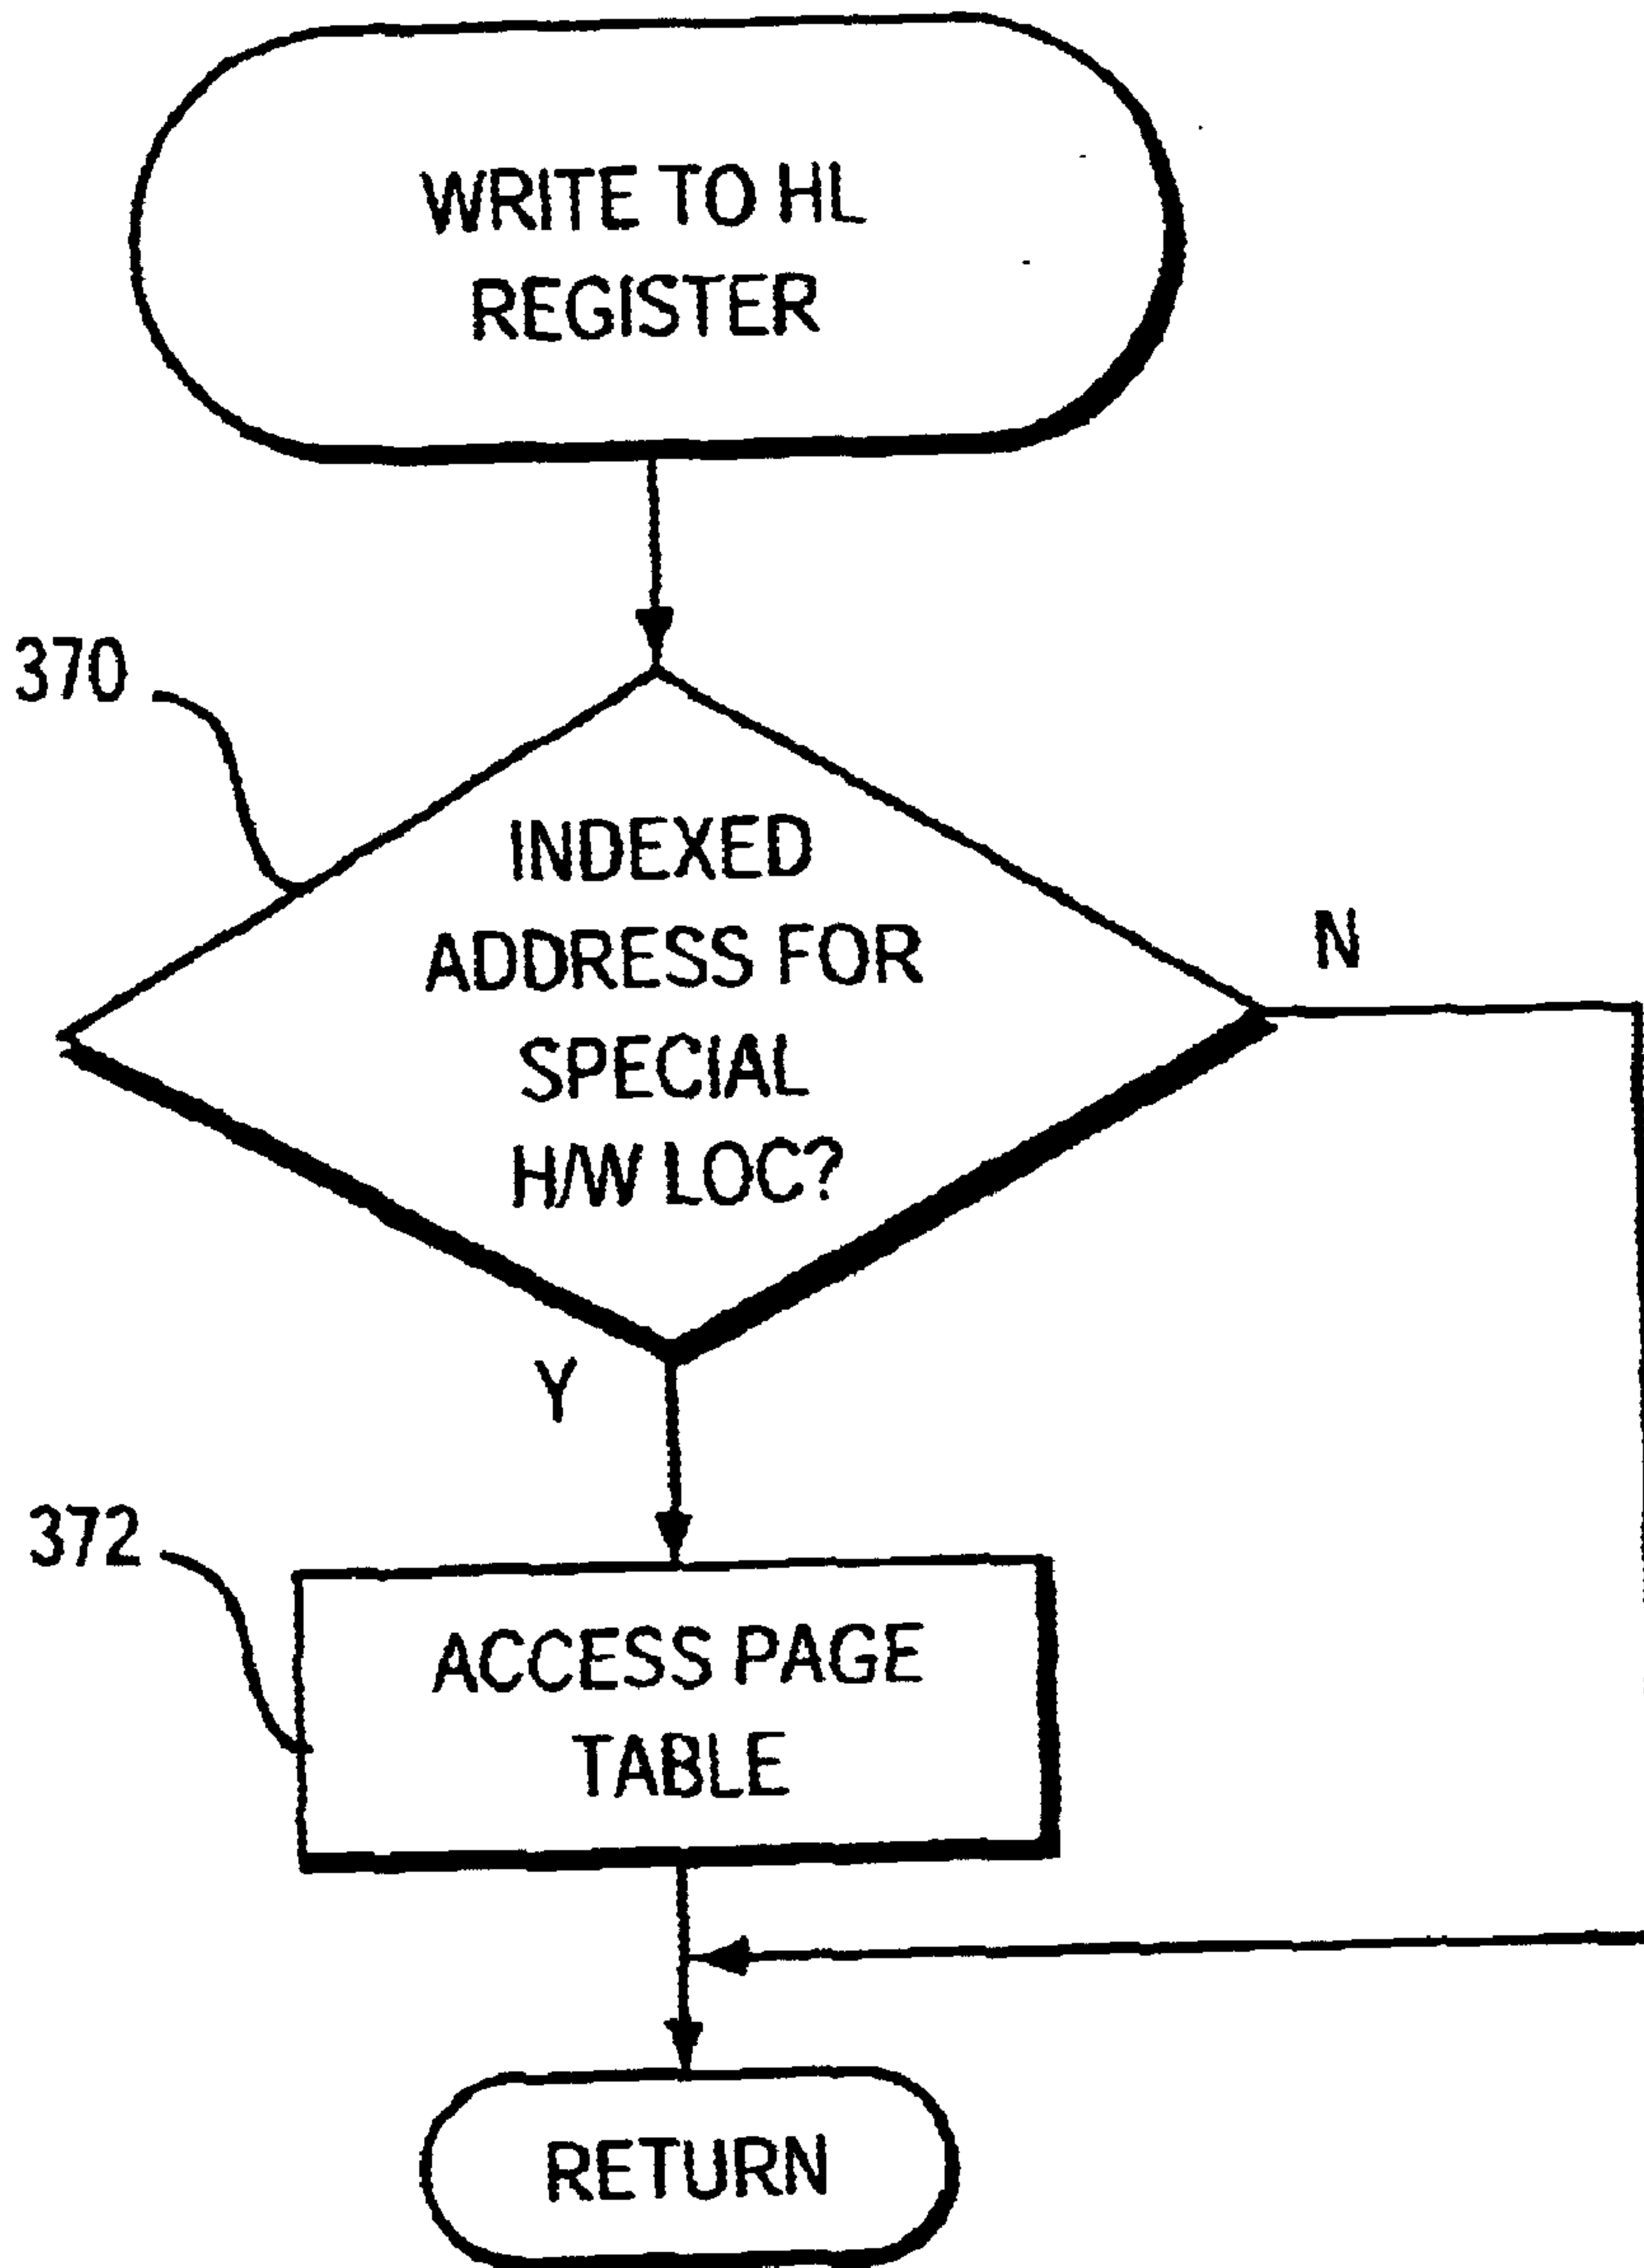 WRITE TO HL
REGISTER
370
INDEXED
ADDRESS FOR
SPECIAL
H/W LOC?
N
Y
372
ACCESS PAGE
TABLE
RETURN